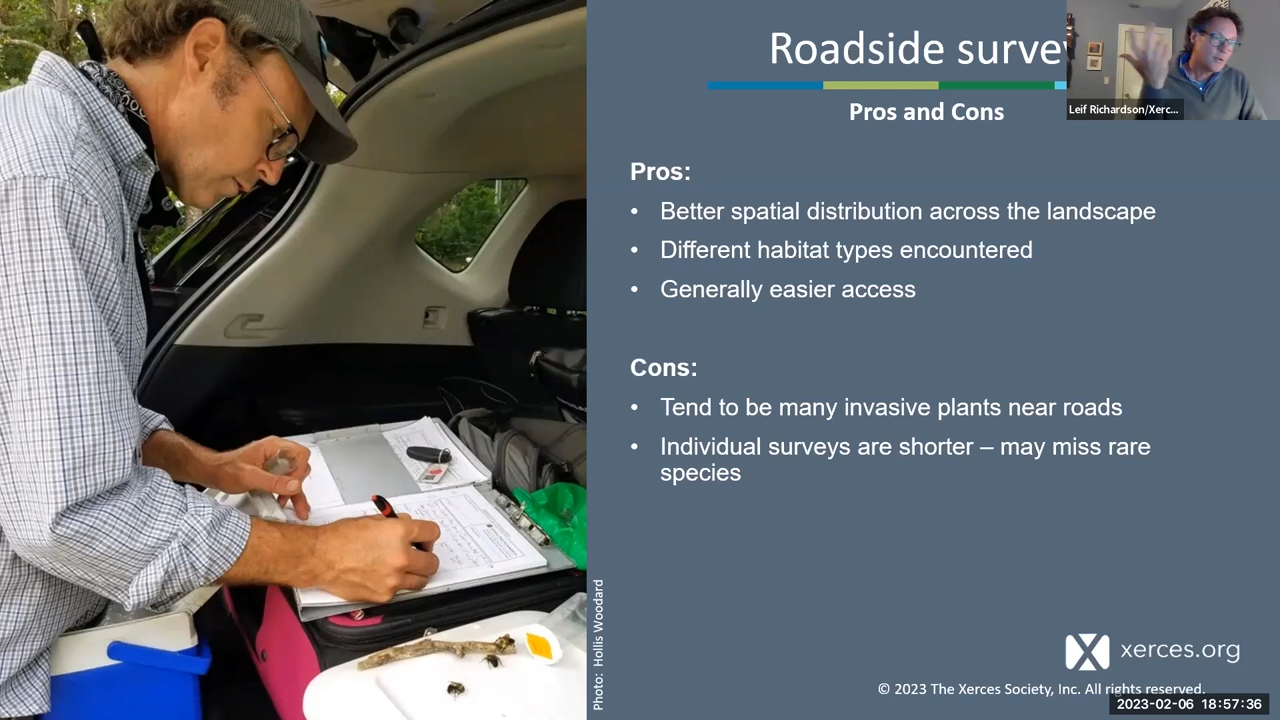 Roadside surve
Pros and Cons
Leif Richardson/Xerc...
Pros:
• Better spatial distribution across the landscape
• Different habitat types encountered
• Generally easier access
Cons:
• Tend to be many invasive plants near roads
• Individual surveys are shorter – may miss rare
species
Photo: Hollis Woodard
xerces.org
© 2023 The Xerces Society, Inc. All rights reserved.
2023-02-06 18:57:36